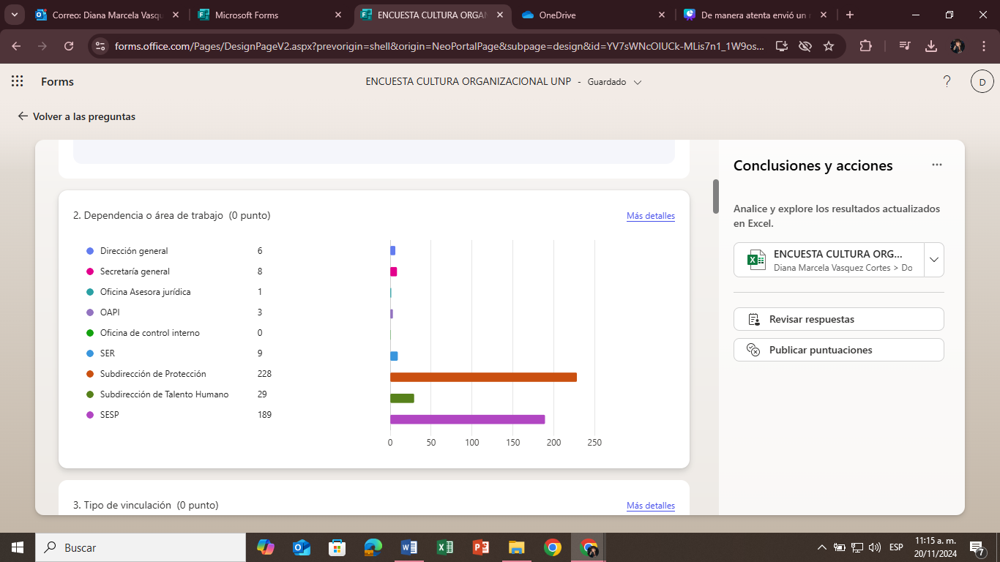 Correo: Diana Marcela Vasqu
Microsoft Forms
ENCUESTA CULTURA ORGAN
OneDrive
De manera atenta envió un
forms.office.com/Pages/DesignPageV2.aspx?prevorigin=shell&origin=NeoPortalPage&subpage=design&id=YV7sWNcOIUCk-MLis7n1_1W9os...
Forms
ENCUESTA CULTURA ORGANIZACIONAL UNP - Guardado
?
D
Volver a las preguntas
2. Dependencia o área de trabajo (0 punto)
Más detalles
Dirección general 6
Secretaría general 8
Oficina Asesora jurídica 1
OAPI 3
Oficina de control interno 0
SER 9
Subdirección de Protección 228
Subdirección de Talento Humano 29
SESP 189
0 50 100 150 200 250
3. Tipo de vinculación (0 punto)
Más detalles
Conclusiones y acciones
Analice y explore los resultados actualizados
en Excel.
ENCUESTA CULTURA ORG...
Diana Marcela Vasquez Cortes > Do
Revisar respuestas
Publicar puntuaciones
Buscar
ESP
11:15 a. m.
20/11/2024
7